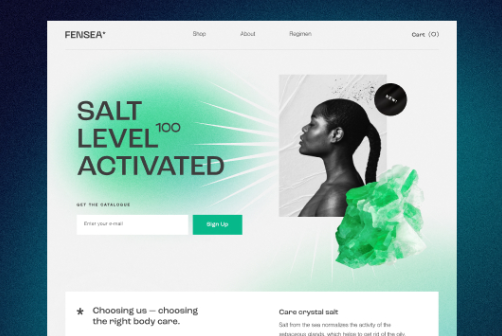 FENSEA*
Shop About Regimen Cart (0)
SALT
LEVEL100
ACTIVATED
NEW!
GET THE CATALOGUE
Enter your e-mail Sign Up
* Choosing us — choosing
the right body care.
Care crystal salt
Salt from the sea normalizes the activity of the
sebaceous glands, which helps to get rid of the oily